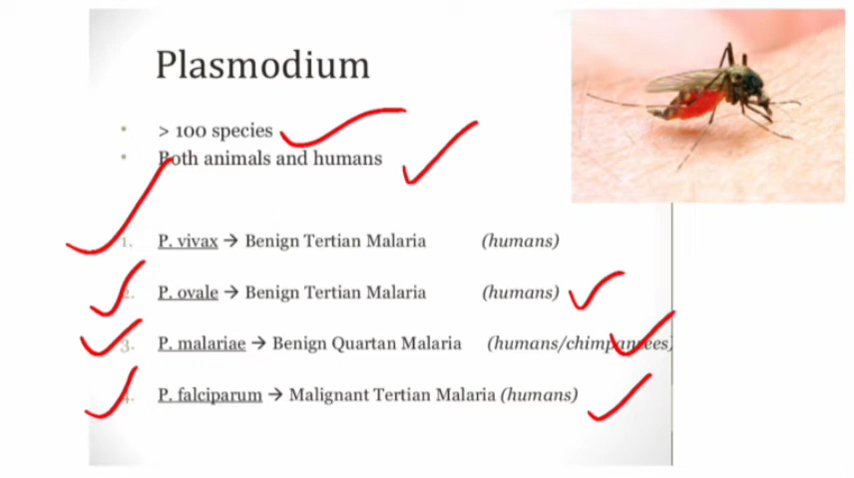 Plasmodium
> 100 species
Both animals and humans
1. P. vivax → Benign Tertian Malaria (humans)
2. P. ovale → Benign Tertian Malaria (humans)
3. P. malariae → Benign Quartan Malaria (humans/chimpanzees)
4. P. falciparum → Malignant Tertian Malaria (humans)